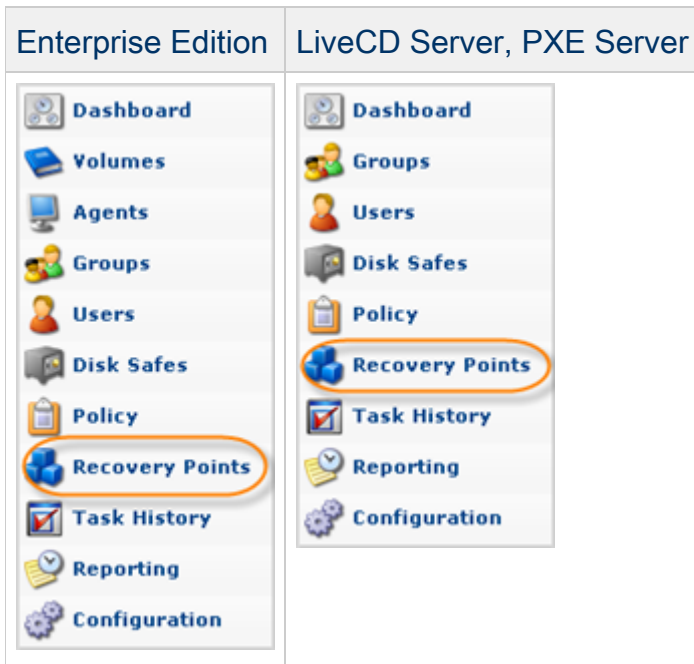 Enterprise Edition
Dashboard
Volumes
Agents
Groups
Users
Disk Safes
Policy
Recovery Points
Task History
Reporting
Configuration
LiveCD Server, PXE Server
Dashboard
Groups
Users
Disk Safes
Policy
Recovery Points
Task History
Reporting
Configuration